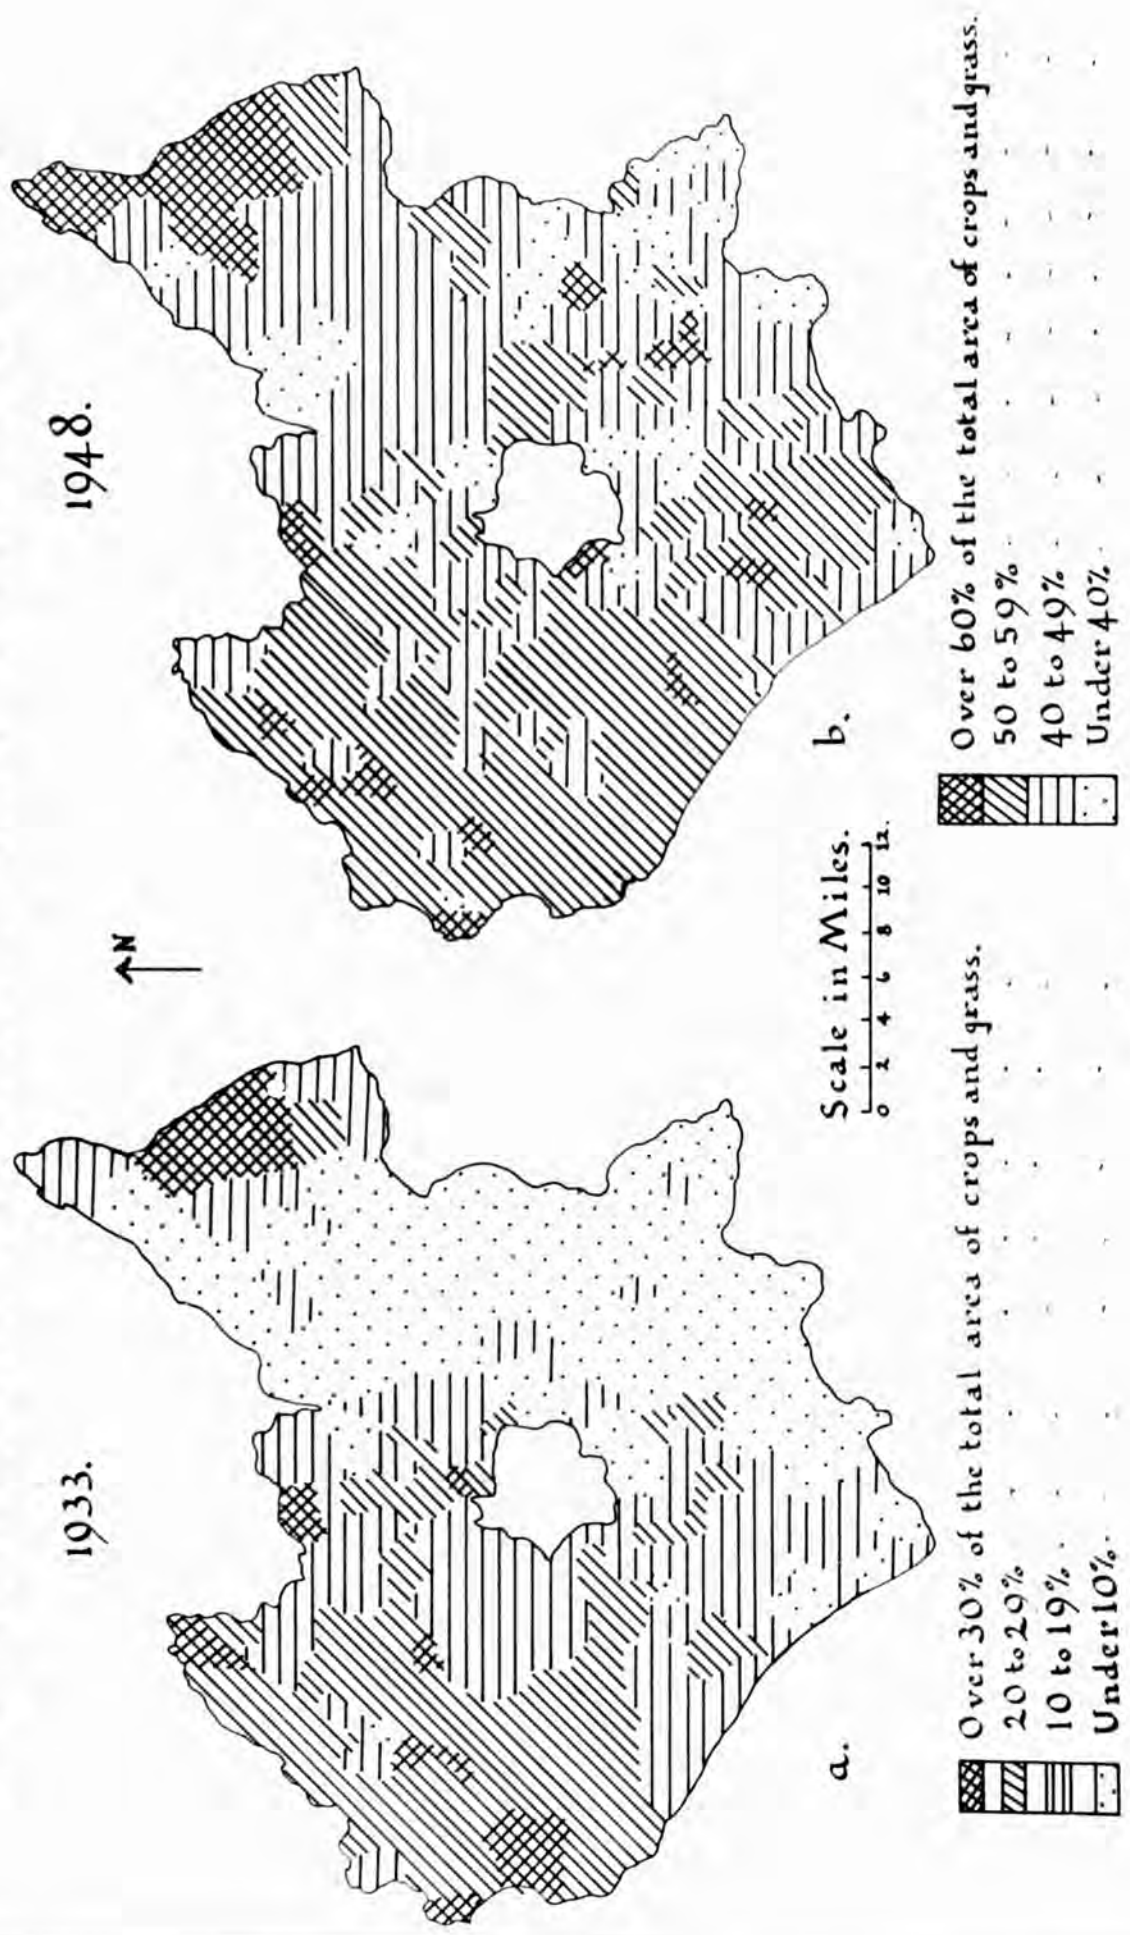 1933.
1948.
N
a.
b.
Scale in Miles.
0 2 4 6 8 10 12.
Over 30% of the total area of crops and grass.
20 to 29%
10 to 19%
Under 10%
Over 60% of the total area of crops and grass.
50 to 59%
40 to 49%
Under 40%